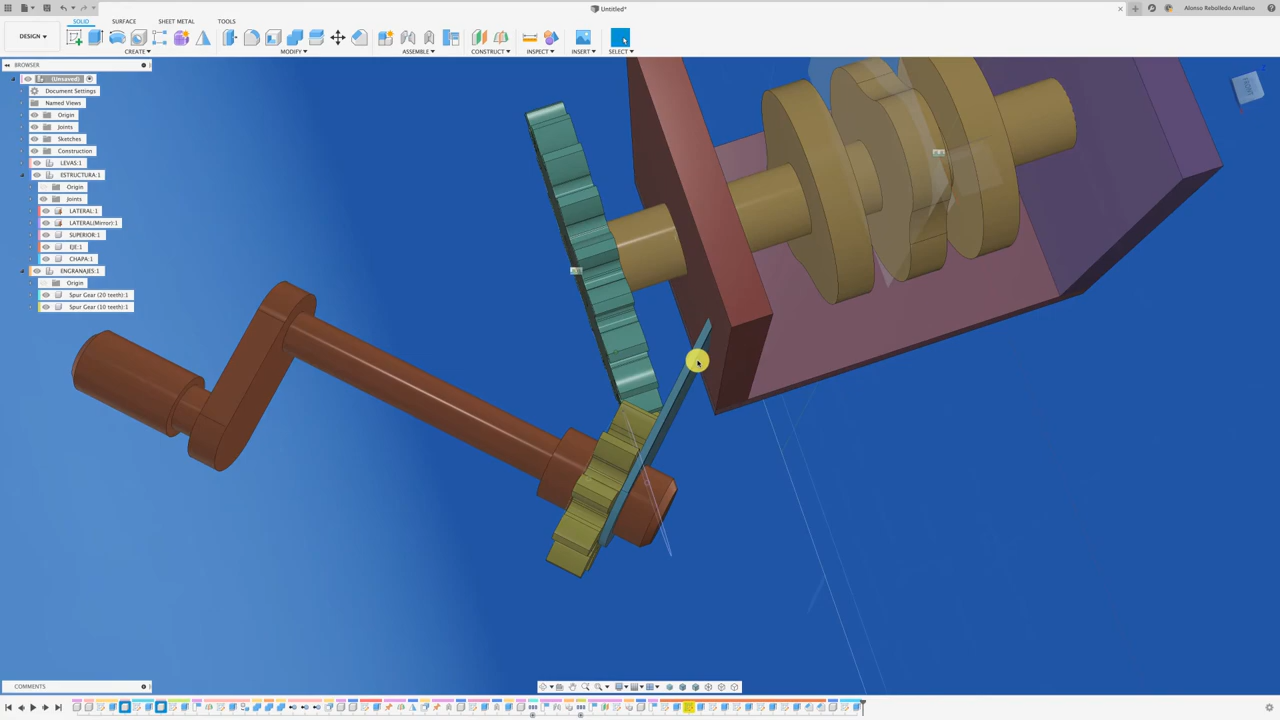 Untitled*
Alonso Rebolledo Arellano
DESIGN▾
SOLID
SURFACE
SHEET METAL
TOOLS
CREATE▾
MODIFY▾
ASSEMBLE▾
CONSTRUCT▾
INSPECT▾
INSERT▾
SELECT▾
BROWSER
(Unsaved)
Document Settings
Named Views
Origin
Joints
Sketches
Construction
LEVAS:1
ESTRUCTURA:1
Origin
Joints
LATERAL:1
LATERAL(Mirror):1
SUPERIOR:1
EJE:1
CHAPA:1
ENGRANAJES:1
Origin
Spur Gear (20 teeth):1
Spur Gear (10 teeth):1
FRONT
COMMENTS